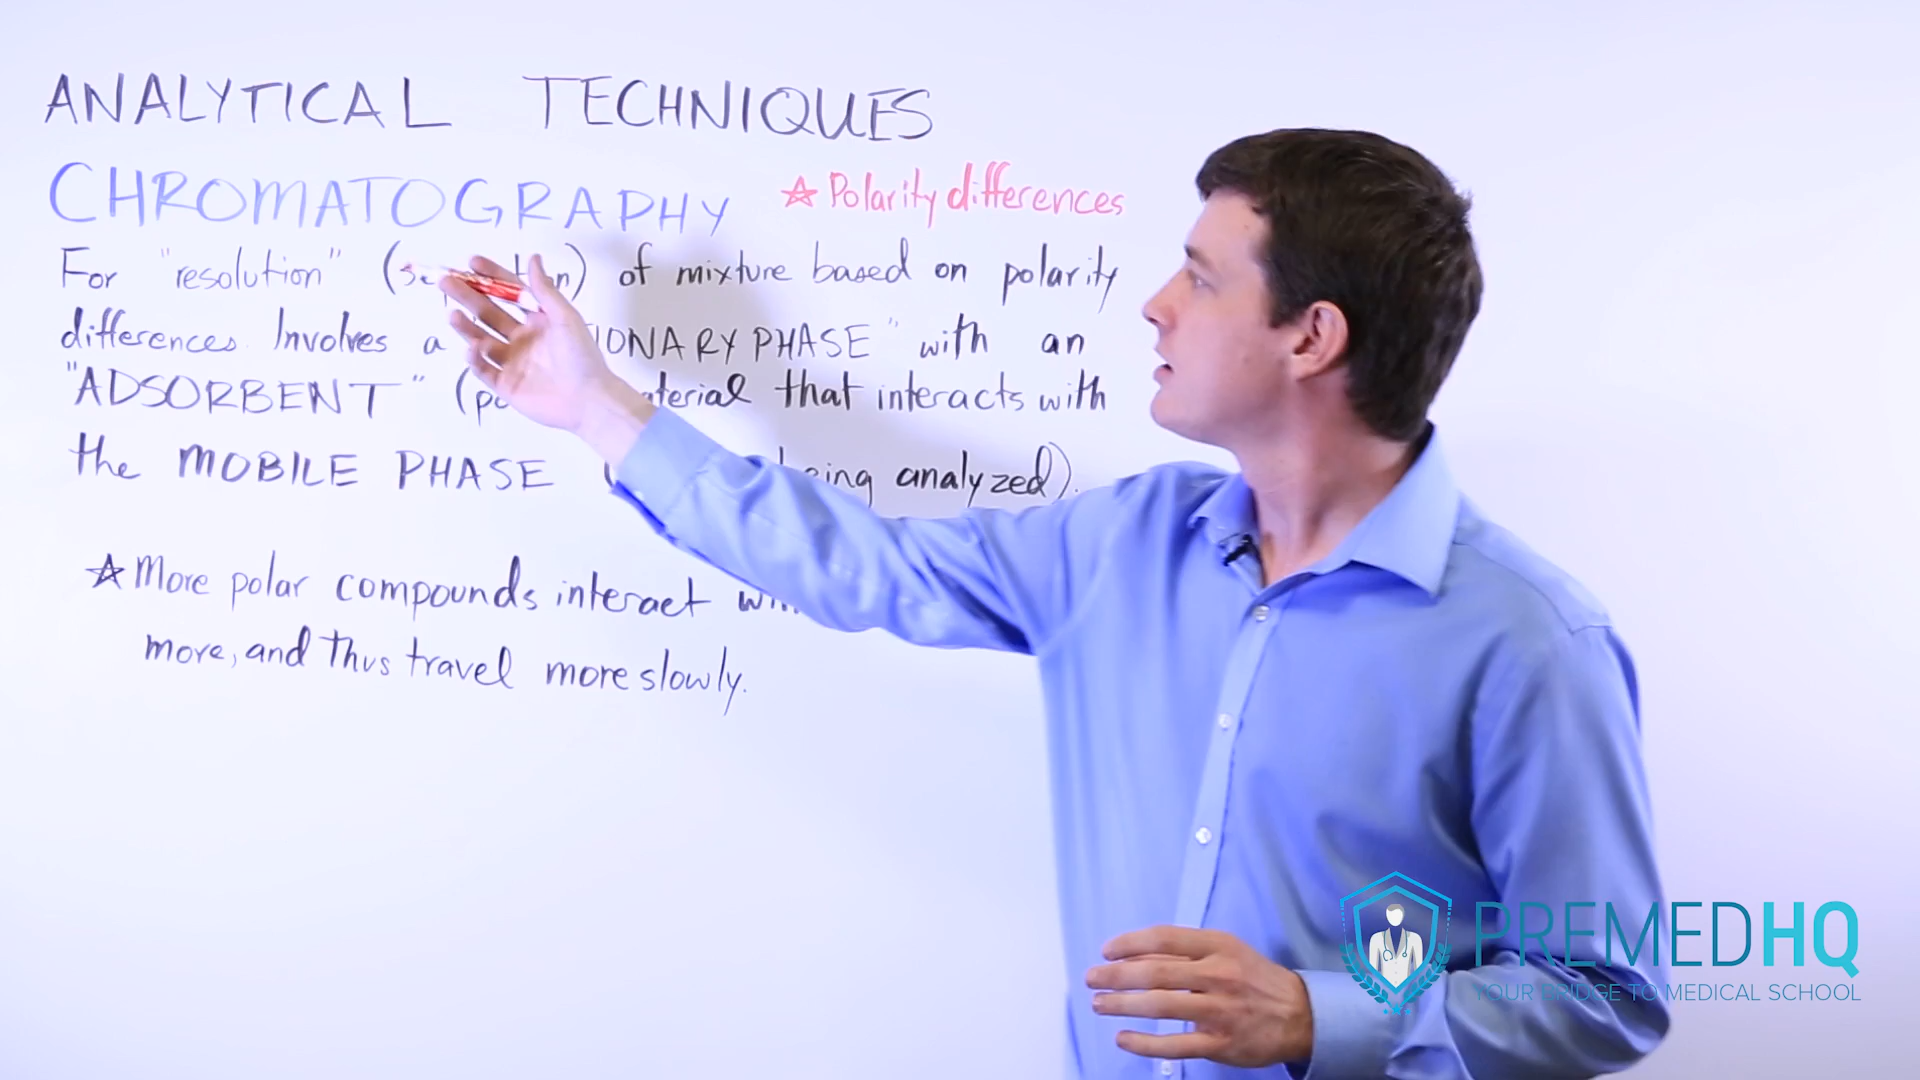 ANALYTICAL TECHNIQUES
CHROMATOGRAPHY ☆ Polarity differences
For "resolution" ( of mixture based on polarity
differences. Involves a PHASE" with an
"ADSORBENT" ( that interacts with
the MOBILE PHASE ( being analyzed).
☆ More polar compounds interact
more, and thus travel more slowly.
PREMEDHQ
YOUR BRIDGE TO MEDICAL SCHOOL